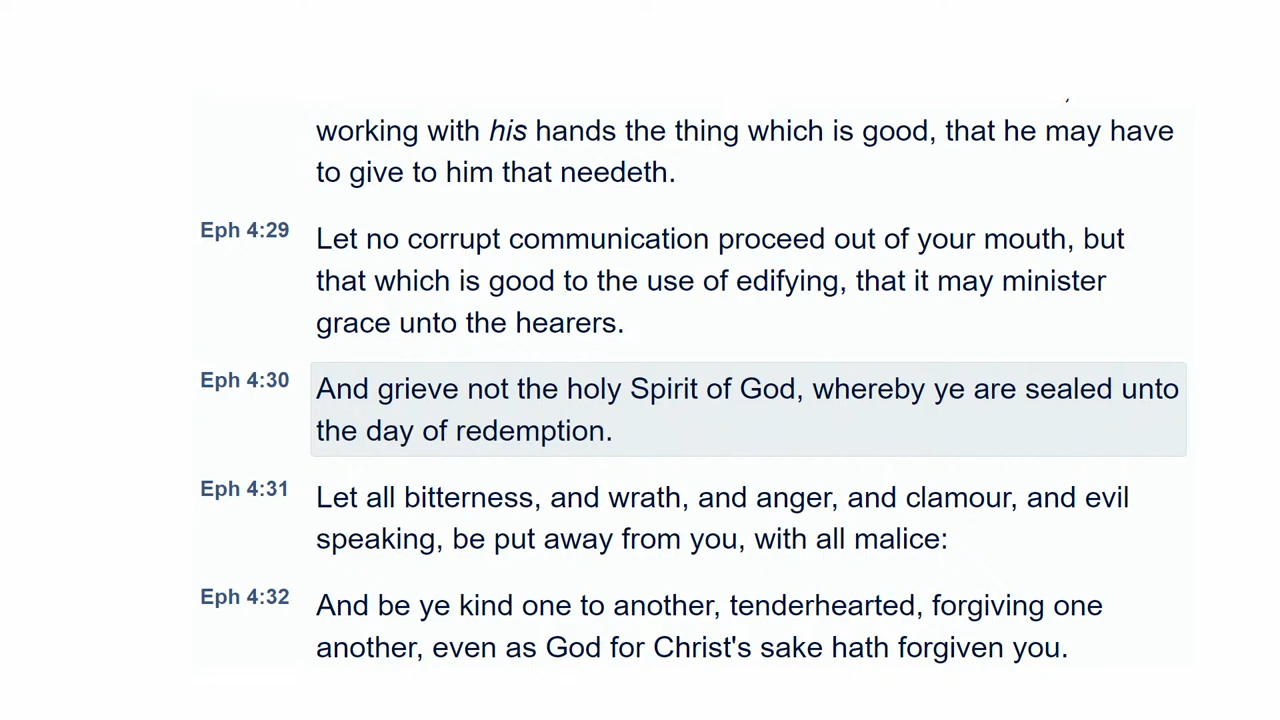 working with his hands the thing which is good, that he may have
to give to him that needeth.
Eph 4:29 Let no corrupt communication proceed out of your mouth, but
that which is good to the use of edifying, that it may minister
grace unto the hearers.
Eph 4:30 And grieve not the holy Spirit of God, whereby ye are sealed unto
the day of redemption.
Eph 4:31 Let all bitterness, and wrath, and anger, and clamour, and evil
speaking, be put away from you, with all malice:
Eph 4:32 And be ye kind one to another, tenderhearted, forgiving one
another, even as God for Christ's sake hath forgiven you.